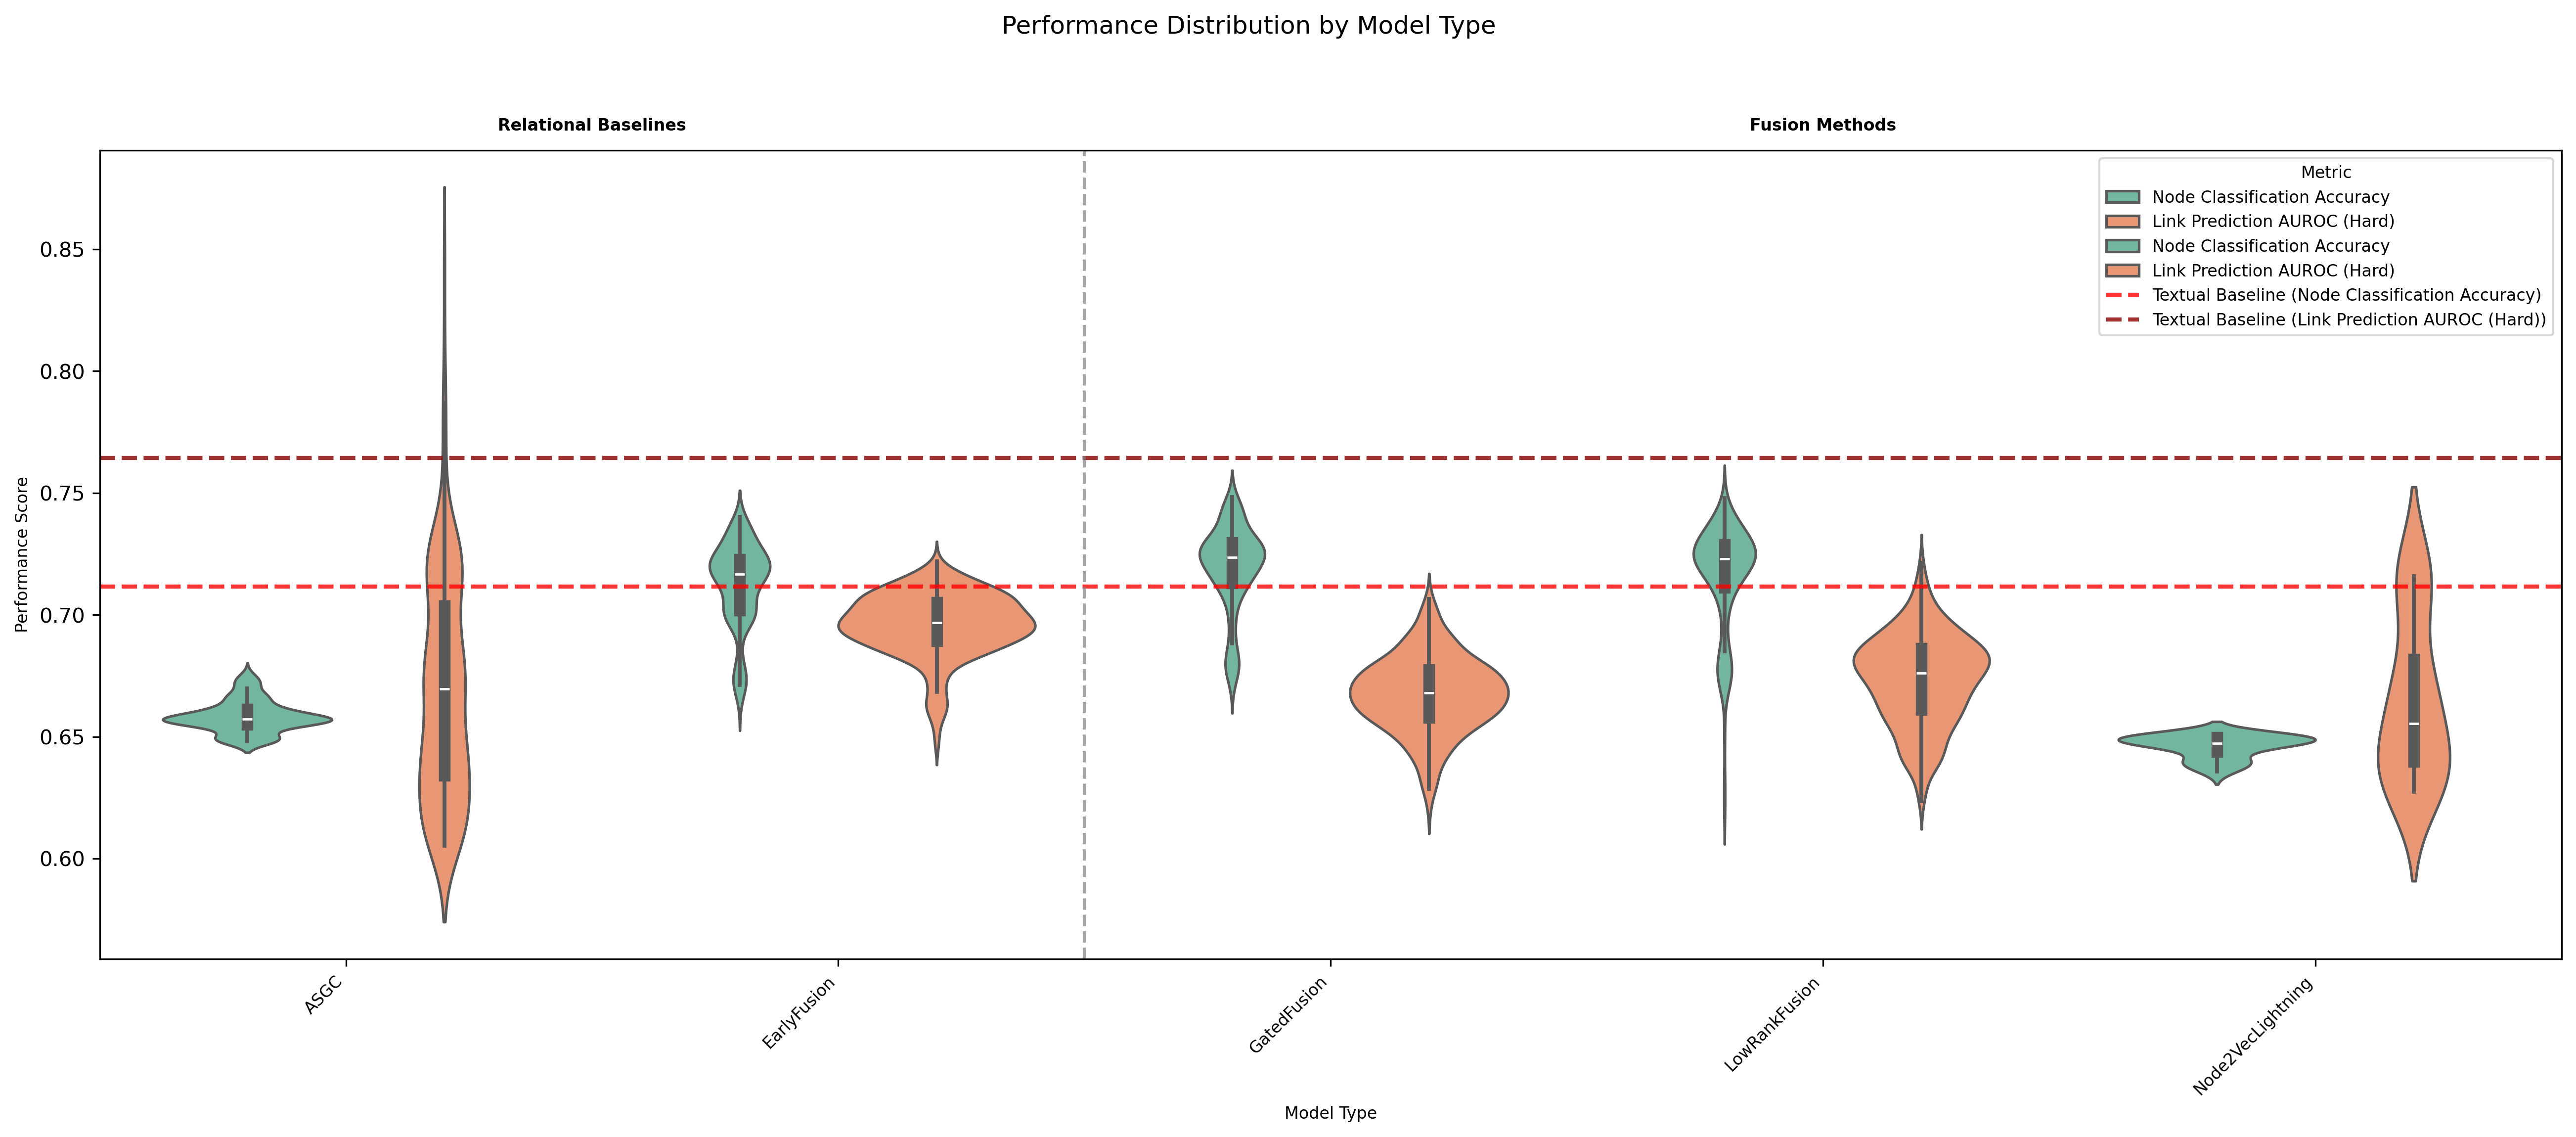 Performance Distribution by Model Type
Relational Baselines
Fusion Methods
Metric
Node Classification Accuracy
Link Prediction AUROC (Hard)
Node Classification Accuracy
Link Prediction AUROC (Hard)
Textual Baseline (Node Classification Accuracy)
Textual Baseline (Link Prediction AUROC (Hard))
Performance Score
0.85
0.80
0.75
0.70
0.65
0.60
ASGC
EarlyFusion
GatedFusion
LowRankFusion
Node2VecLightning
Model Type